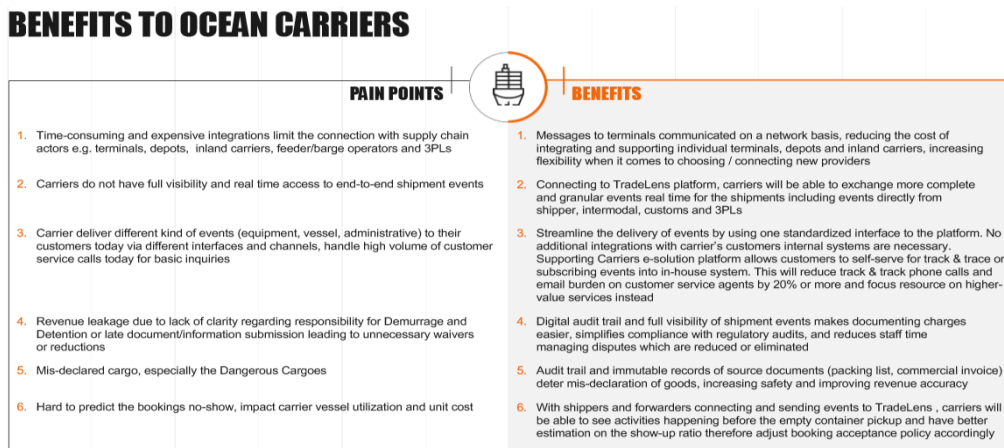 BENEFITS TO OCEAN CARRIERS
PAIN POINTS
1. Time-consuming and expensive integrations limit the connection with supply chain
actors e.g. terminals, depots, inland carriers, feeder/barge operators and 3PLs
2. Carriers do not have full visibility and real time access to end-to-end shipment events
3. Carrier deliver different kind of events (equipment, vessel, administrative) to their
customers today via different interfaces and channels, handle high volume of customer
service calls today for basic inquiries
4. Revenue leakage due to lack of clarity regarding responsibility for Demurrage and
Detention or late document/information submission leading to unnecessary waivers
or reductions
5. Mis-declared cargo, especially the Dangerous Cargoes
6. Hard to predict the bookings no-show, impact carrier vessel utilization and unit cost
BENEFITS
1. Messages to terminals communicated on a network basis, reducing the cost of
integrating and supporting individual terminals, depots and inland carriers, increasing
flexibility when it comes to choosing / connecting new providers
2. Connecting to TradeLens platform, carriers will be able to exchange more complete
and granular events real time for the shipments including events directly from
shipper, intermodal, customs and 3PLs
3. Streamline the delivery of events by using one standardized interface to the platform. No
additional integrations with carrier's customers internal systems are necessary.
Supporting Carriers e-solution platform allows customers to self-serve for track & trace or
subscribing events into in-house system. This will reduce track & track phone calls and
email burden on customer service agents by 20% or more and focus resource on higher-
value services instead
4. Digital audit trail and full visibility of shipment events makes documenting charges
easier, simplifies compliance with regulatory audits, and reduces staff time
managing disputes which are reduced or eliminated
5. Audit trail and immutable records of source documents (packing list, commercial invoice)
deter mis-declaration of goods, increasing safety and improving revenue accuracy
6. With shippers and forwarders connecting and sending events to TradeLens , carriers will
be able to see activities happening before the empty container pickup and have better
estimation on the show-up ratio therefore adjust booking acceptance policy accordingly